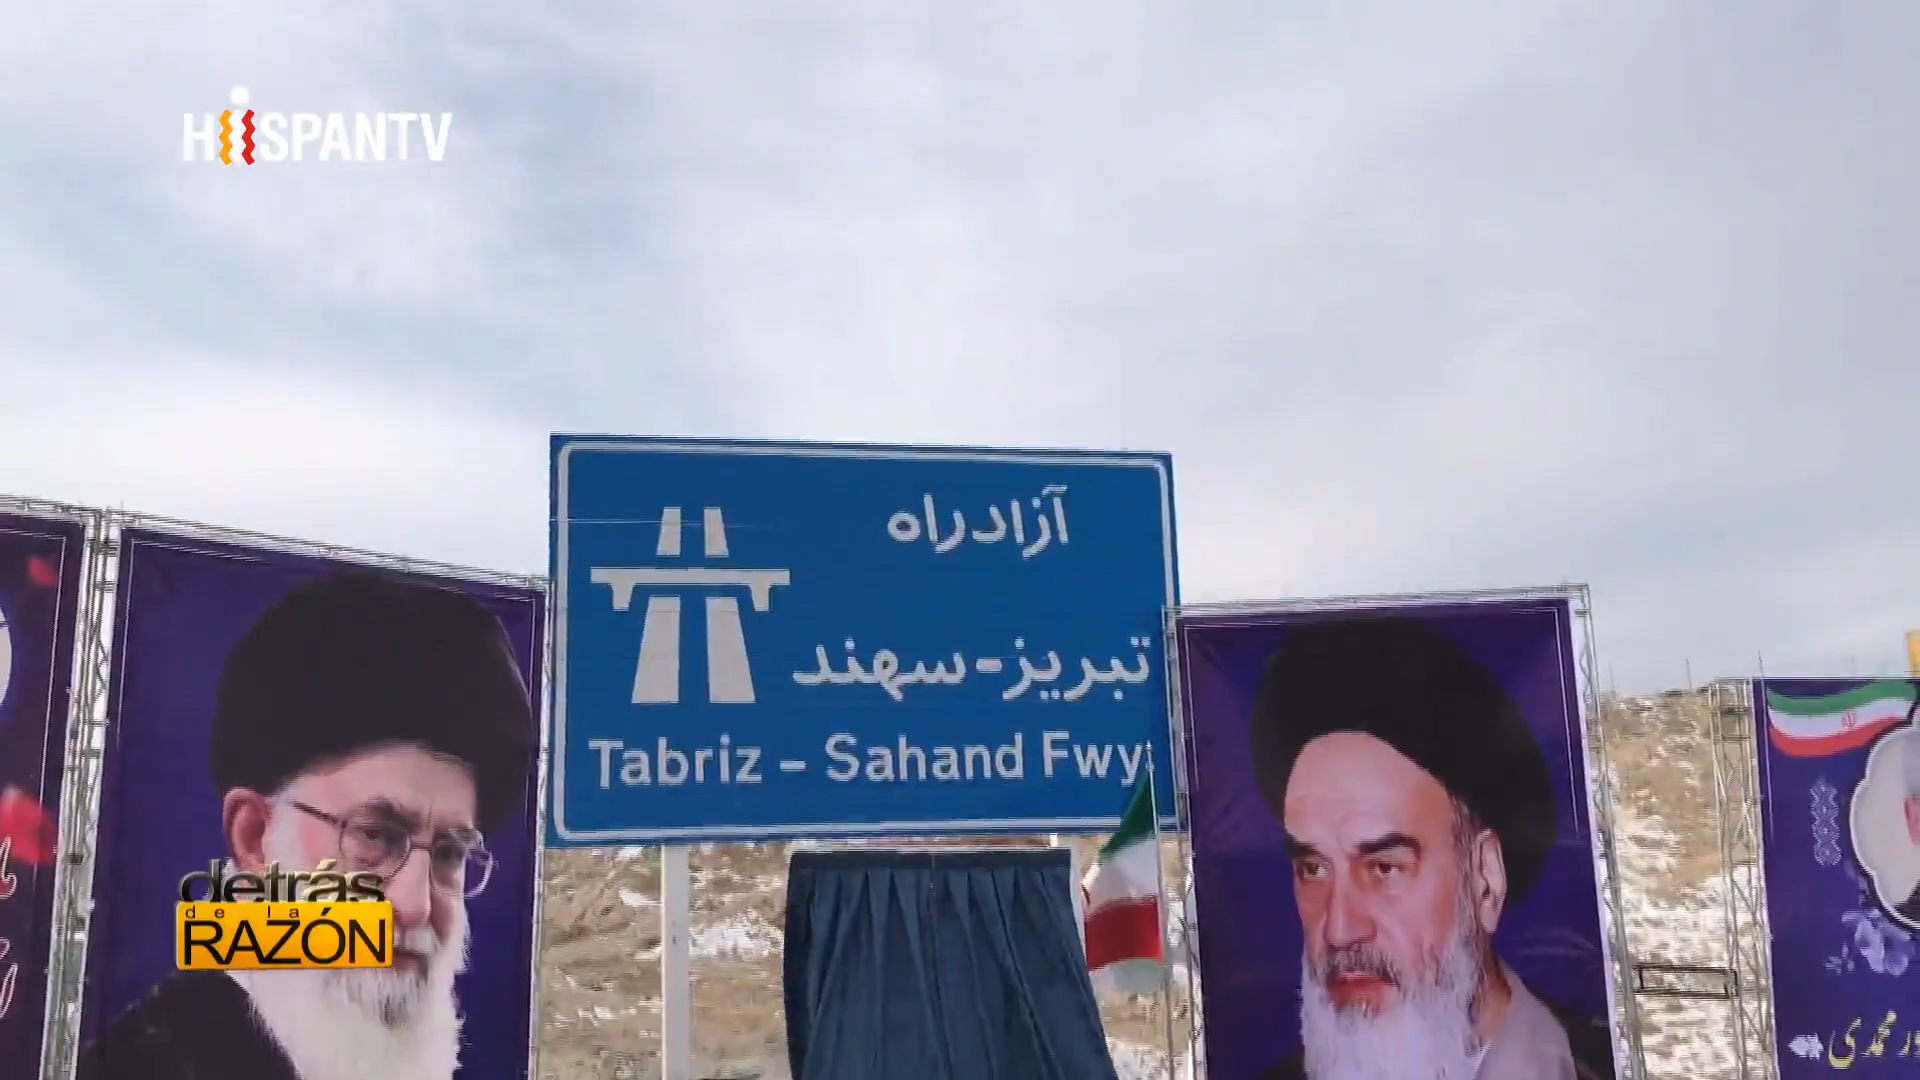 HISPANTV
آزادراه
تبریز-سهند
Tabriz - Sahand Fwy
detrás
de la
RAZÓN